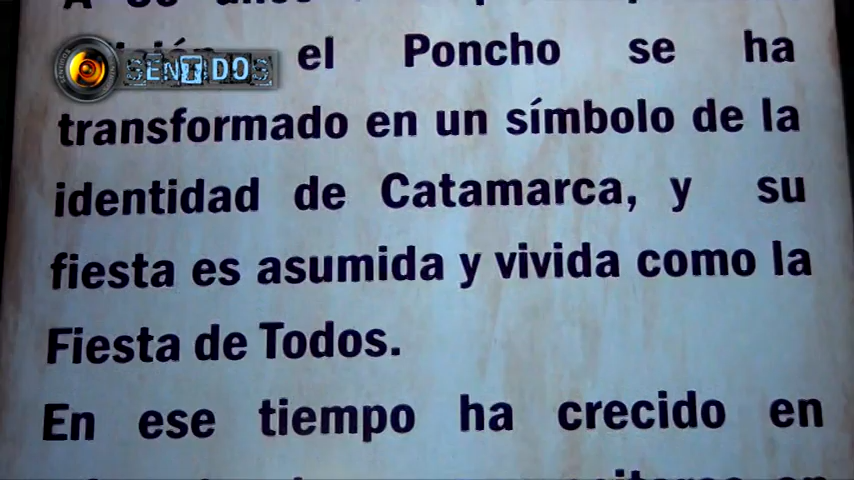 SENTIDOS
el Poncho se ha
transformado en un símbolo de la
identidad de Catamarca, y su
fiesta es asumida y vivida como la
Fiesta de Todos.
En ese tiempo ha crecido en